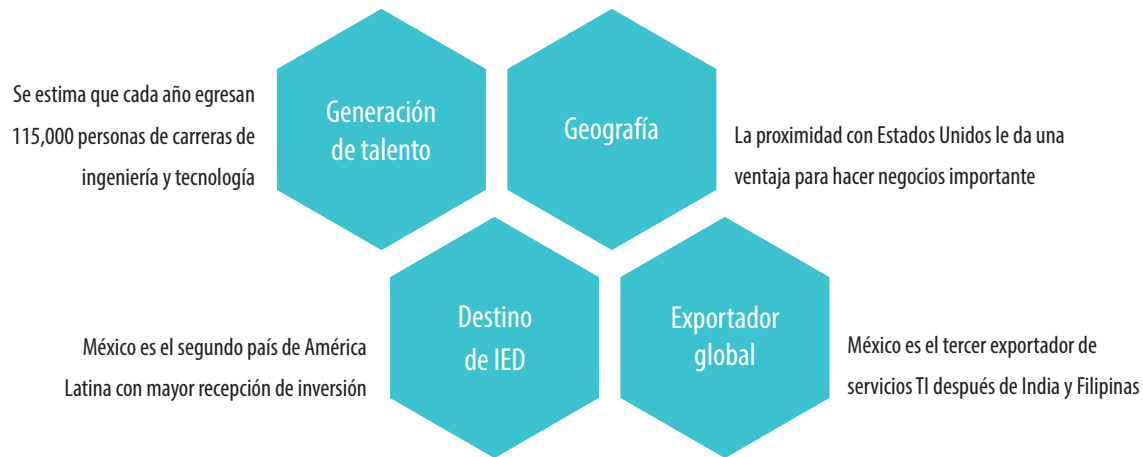 Se estima que cada año egresan
115,000 personas de carreras de
ingeniería y tecnología
Generación
de talento
Geografía
La proximidad con Estados Unidos le da una
ventaja para hacer negocios importante
México es el segundo país de América
Latina con mayor recepción de inversión
Destino
de IED
Exportador
global
México es el tercer exportador de
servicios TI después de India y Filipinas